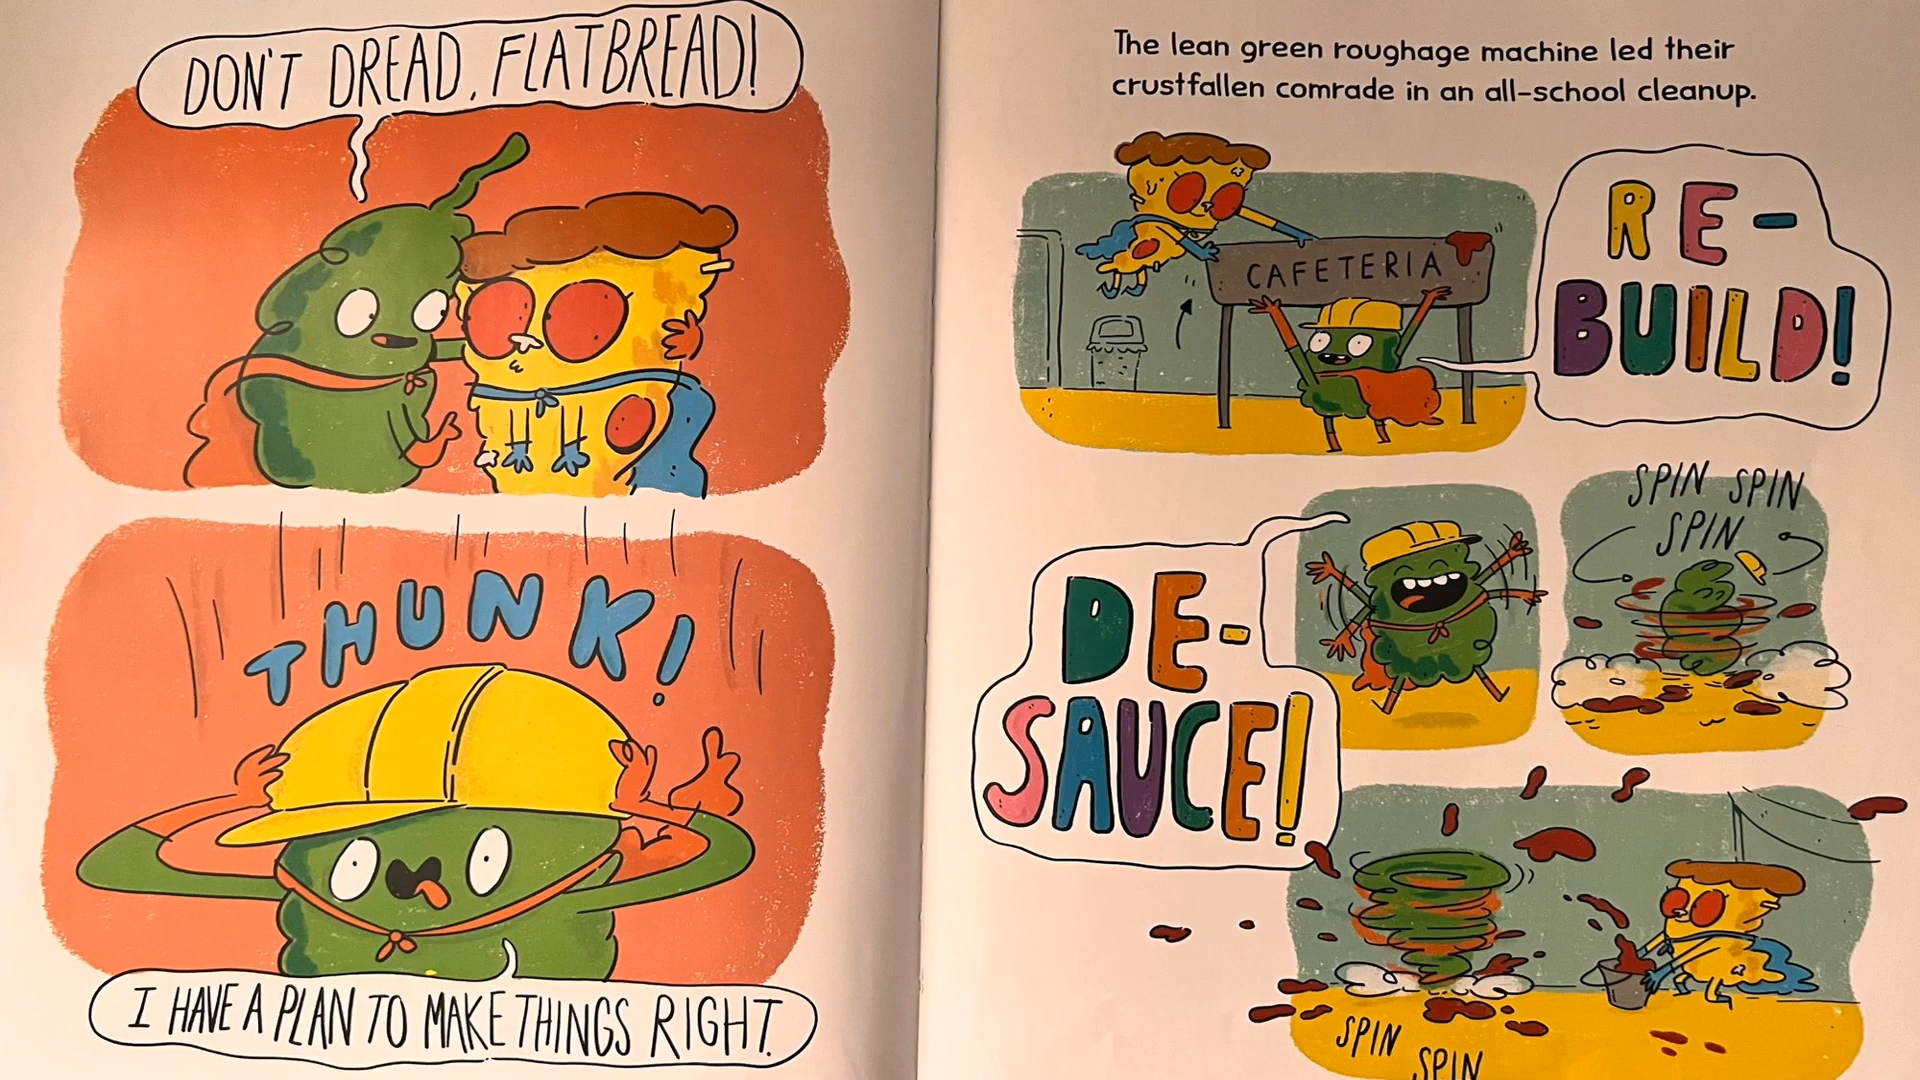 DON'T DREAD, FLATBREAD!
THUNK!
I HAVE A PLAN TO MAKE THINGS RIGHT.
The lean green roughage machine led their
crustfallen comrade in an all-school cleanup.
CAFETERIA
RE-
BUILD!
DE-
SAUCE!
SPIN SPIN
SPIN
SPIN
SPIN